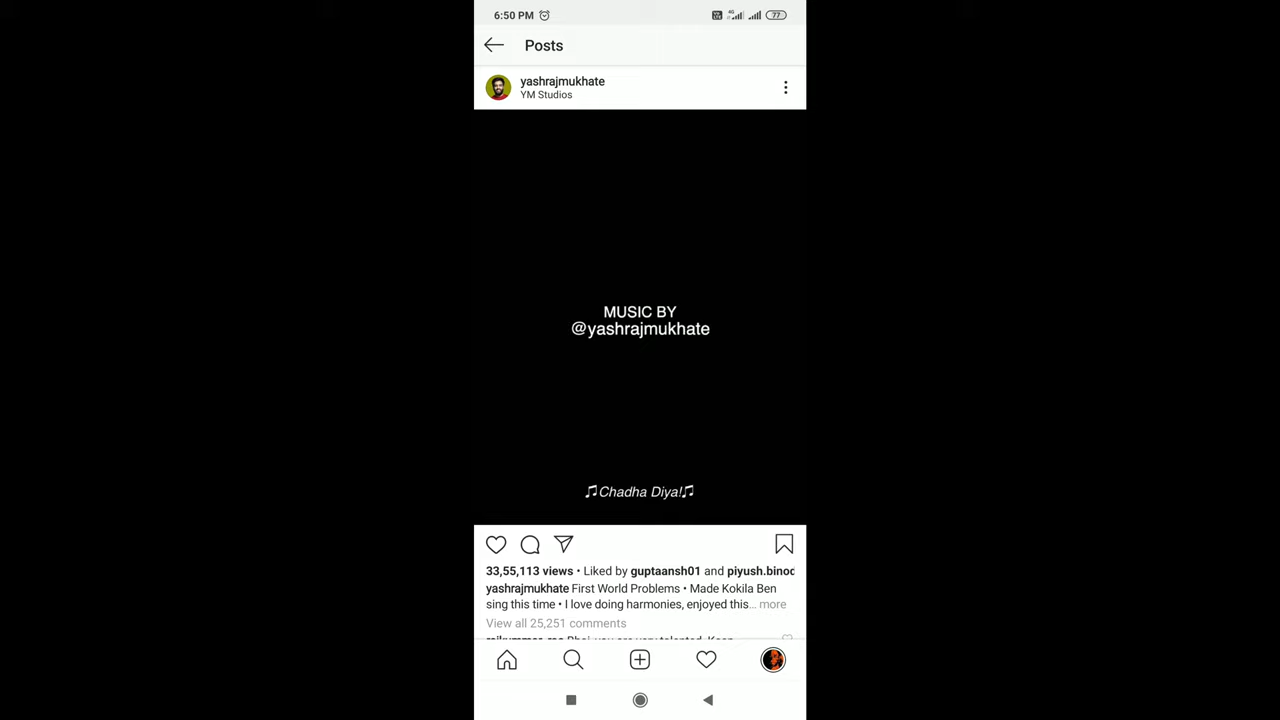 6:50 PM
4G
77
Posts
yashrajmukhate
YM Studios
MUSIC BY
@yashrajmukhate
♫Chadha Diya!♫
33,55,113 views • Liked by guptaansh01 and piyush.binod
yashrajmukhate First World Problems • Made Kokila Ben
sing this time • I love doing harmonies, enjoyed this... more
View all 25,251 comments